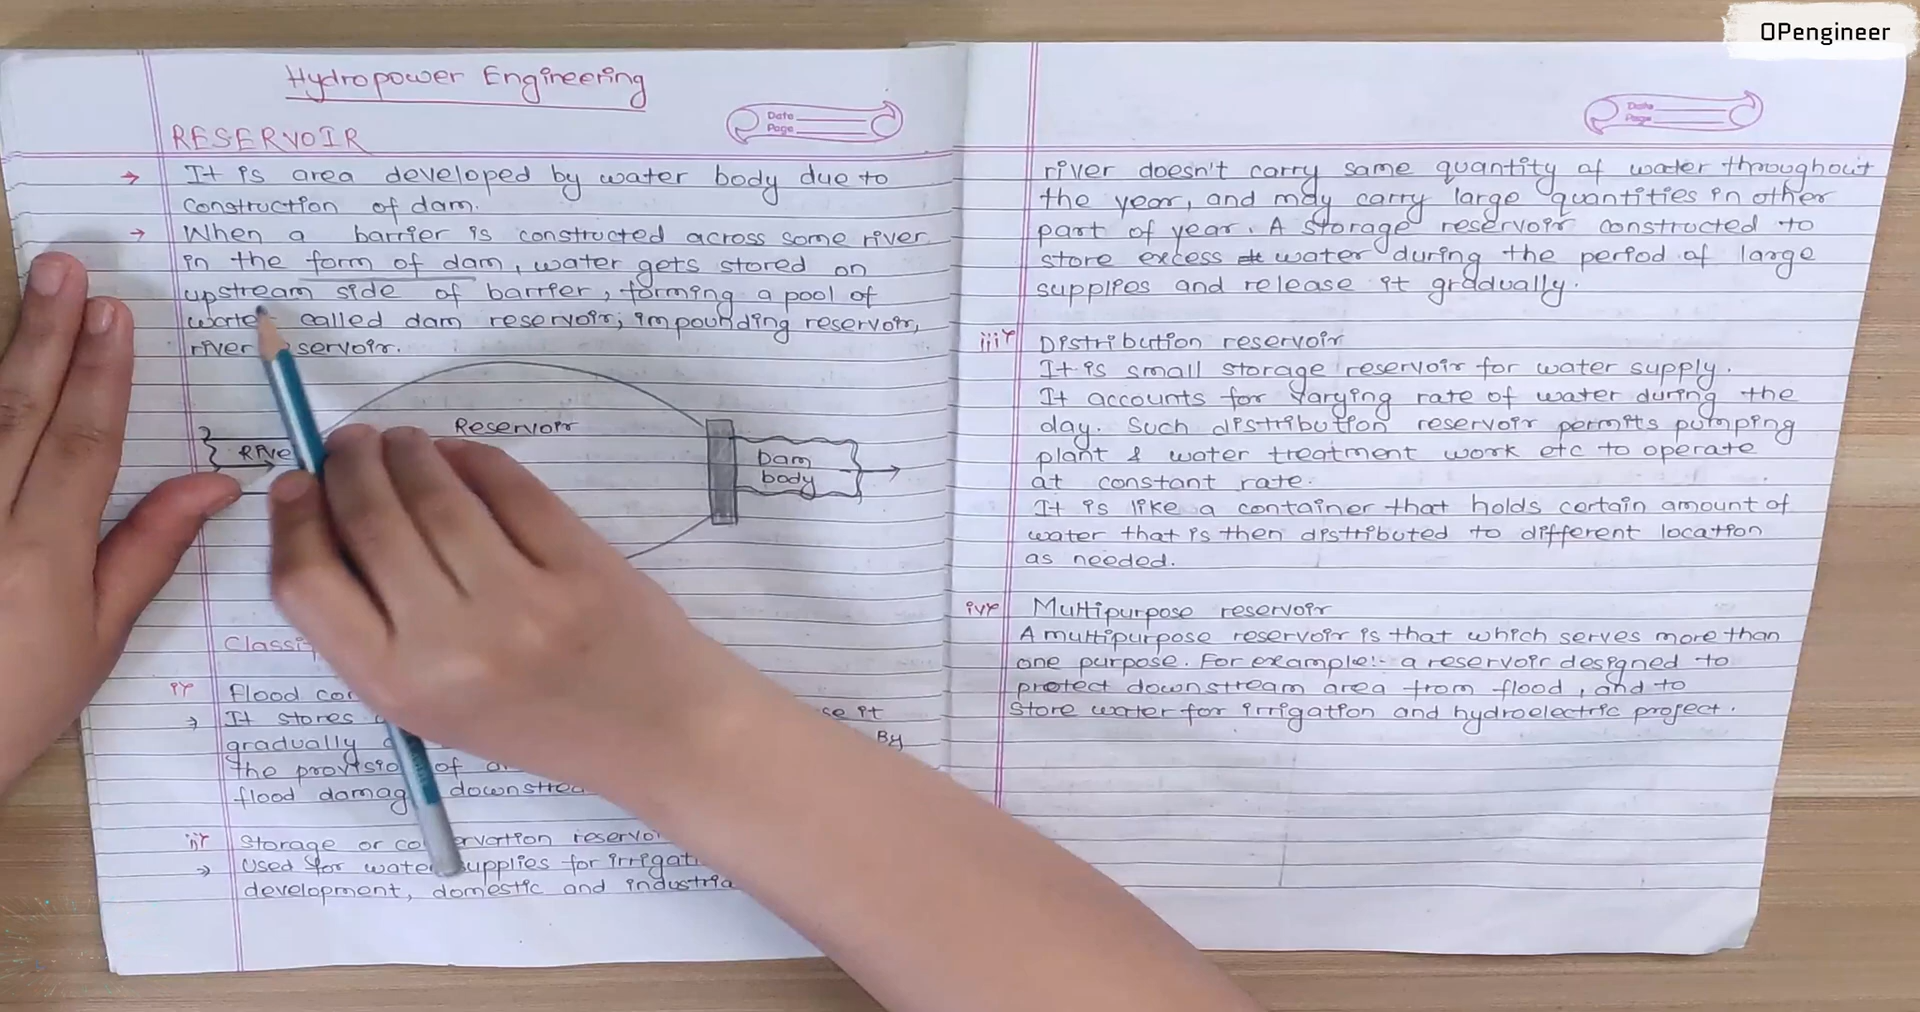 OPengineer
Hydropower Engineering
Date
Page
RESERVOIR
→ It is area developed by water body due to
construction of dam.
→ When a barrier is constructed across some river
in the form of dam, water gets stored on
upstream side of barrier, forming a pool of
called dam reservoir; impounding reservoir,
river
Reservoir
Dam
body
i)
flood
→ It stores
it
gradually
By
the of
flood downstream
ii) Storage or reservoir
→ Used for for
development, domestic and
Date
Page
river doesn't carry same quantity of water throughout
the year, and may carry large quantities in other
part of year. A storage reservoir constructed to
store excess water during the period of large
supplies and release it gradually.
iii) Distribution reservoir
It is small storage reservoir for water supply.
It accounts for varying rate of water during the
day. Such distribution reservoir permits pumping
plant & water treatment work etc to operate
at constant rate.
It is like a container that holds certain amount of
water that is then distributed to different location
as needed.
iv) Multipurpose reservoir
A multipurpose reservoir is that which serves more than
one purpose. For example:- a reservoir designed to
protect downstream area from flood, and to
store water for irrigation and hydroelectric project.